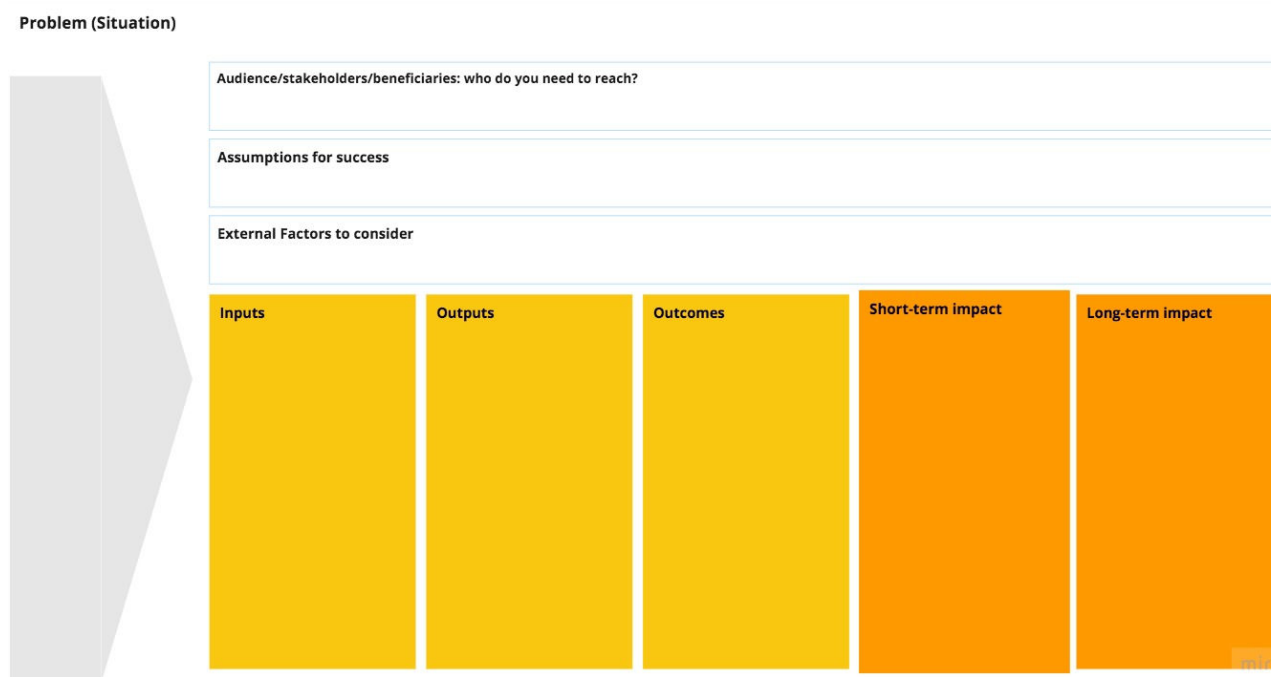 Problem (Situation)
Audience/stakeholders/beneficiaries: who do you need to reach?
Assumptions for success
External Factors to consider
Inputs
Outputs
Outcomes
Short-term impact
Long-term impact